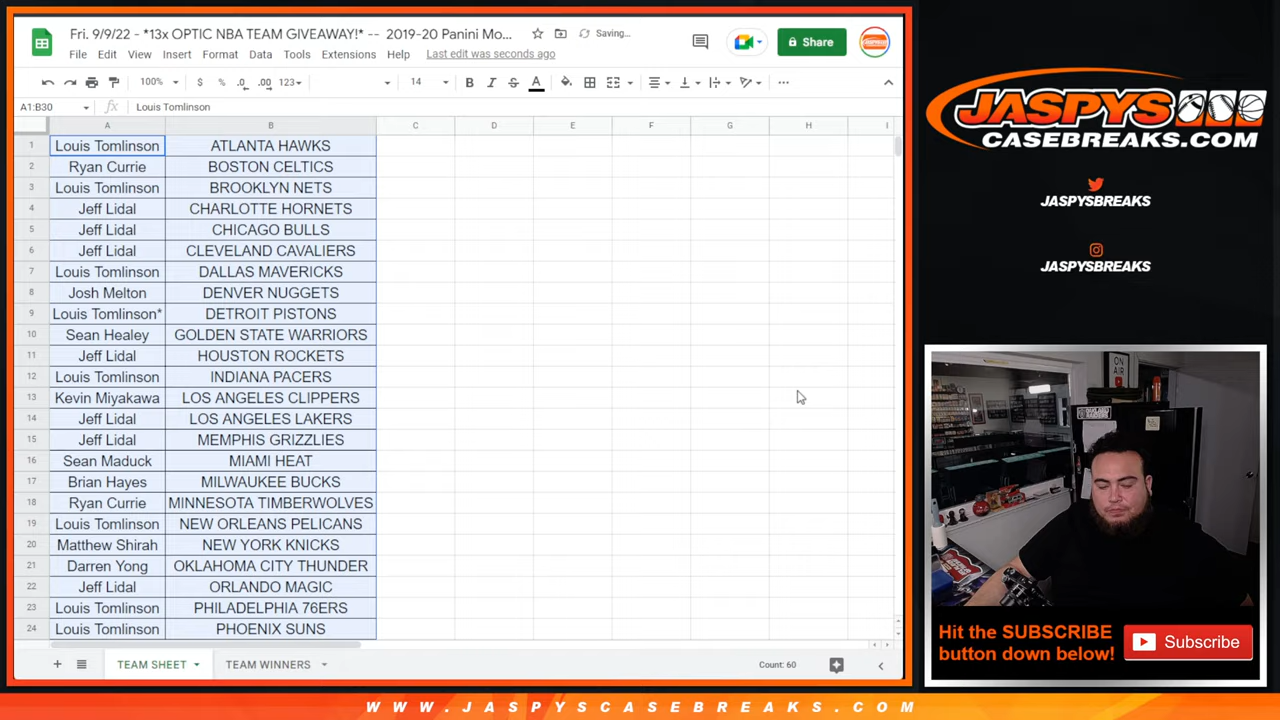 Fri. 9/9/22 - *13x OPTIC NBA TEAM GIVEAWAY!* -- 2019-20 Panini Mo...
Saving...
Share
File Edit View Insert Format Data Tools Extensions Help Last edit was seconds ago
100% $ % .0 .00 123 14 B I S A
A1:B30 fx Louis Tomlinson
A B C D E F G H I
1 Louis Tomlinson ATLANTA HAWKS
2 Ryan Currie BOSTON CELTICS
3 Louis Tomlinson BROOKLYN NETS
4 Jeff Lidal CHARLOTTE HORNETS
5 Jeff Lidal CHICAGO BULLS
6 Jeff Lidal CLEVELAND CAVALIERS
7 Louis Tomlinson DALLAS MAVERICKS
8 Josh Melton DENVER NUGGETS
9 Louis Tomlinson* DETROIT PISTONS
10 Sean Healey GOLDEN STATE WARRIORS
11 Jeff Lidal HOUSTON ROCKETS
12 Louis Tomlinson INDIANA PACERS
13 Kevin Miyakawa LOS ANGELES CLIPPERS
14 Jeff Lidal LOS ANGELES LAKERS
15 Jeff Lidal MEMPHIS GRIZZLIES
16 Sean Maduck MIAMI HEAT
17 Brian Hayes MILWAUKEE BUCKS
18 Ryan Currie MINNESOTA TIMBERWOLVES
19 Louis Tomlinson NEW ORLEANS PELICANS
20 Matthew Shirah NEW YORK KNICKS
21 Darren Yong OKLAHOMA CITY THUNDER
22 Jeff Lidal ORLANDO MAGIC
23 Louis Tomlinson PHILADELPHIA 76ERS
24 Louis Tomlinson PHOENIX SUNS
TEAM SHEET TEAM WINNERS Count: 60
JASPYS
CASEBREAKS.COM
JASPYSBREAKS
JASPYSBREAKS
ON
AIR
Hit the SUBSCRIBE
button down below!
Subscribe
WWW.JASPYSCASEBREAKS.COM